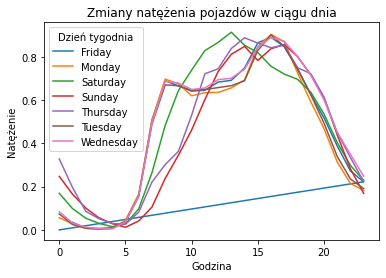 Zmiany natężenia pojazdów w ciągu dnia
Natężenie
0.8
0.6
0.4
0.2
0.0
Dzień tygodnia
Friday
Monday
Saturday
Sunday
Thursday
Tuesday
Wednesday
0
5
10
15
20
Godzina